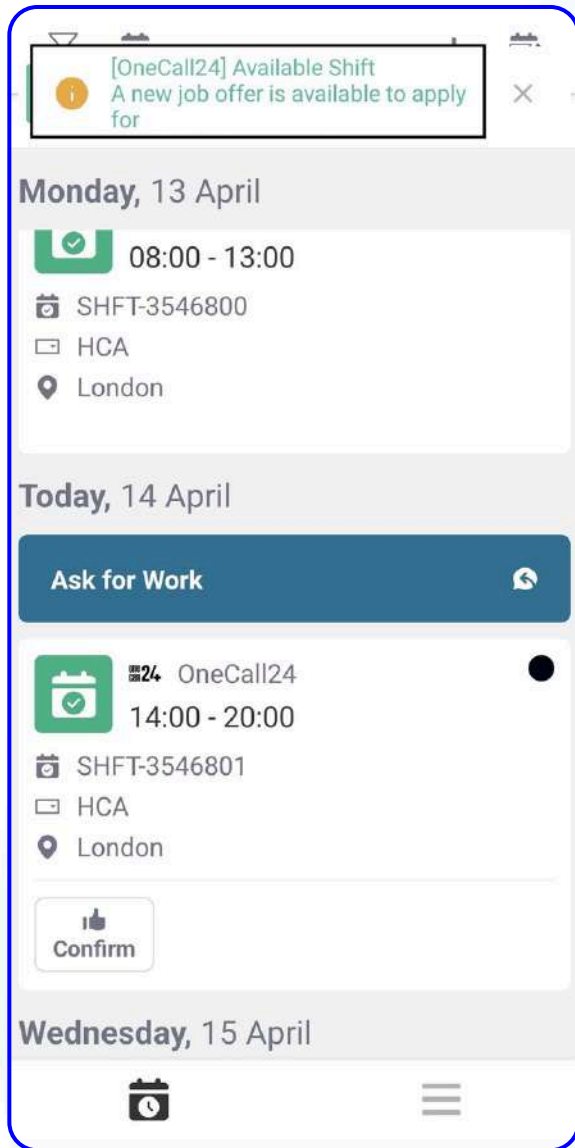 [OneCall24] Available Shift
A new job offer is available to apply
for
Monday, 13 April
08:00 - 13:00
SHFT-3546800
HCA
London
Today, 14 April
Ask for Work
24 OneCall24
14:00 - 20:00
SHFT-3546801
HCA
London
Confirm
Wednesday, 15 April